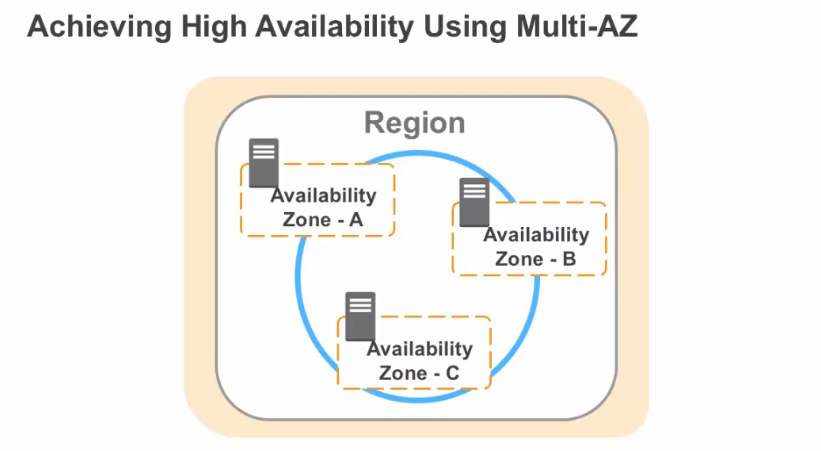 Achieving High Availability Using Multi-AZ
Region
Availability
Zone - A
Availability
Zone - B
Availability
Zone - C